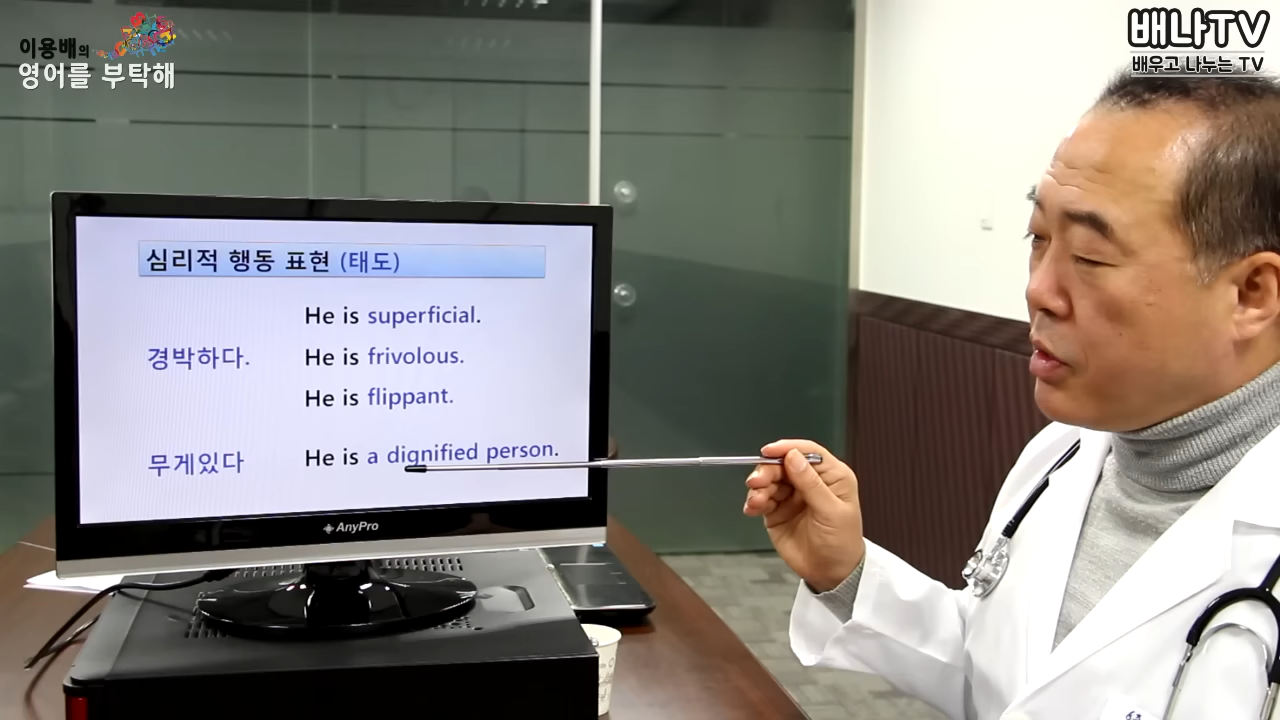 이용배의
영어를 부탁해
배나TV
배우고 나누는 TV
심리적 행동 표현 (태도)
He is superficial.
경박하다.
He is frivolous.
He is flippant.
무게있다
He is a dignified person.
AnyPro